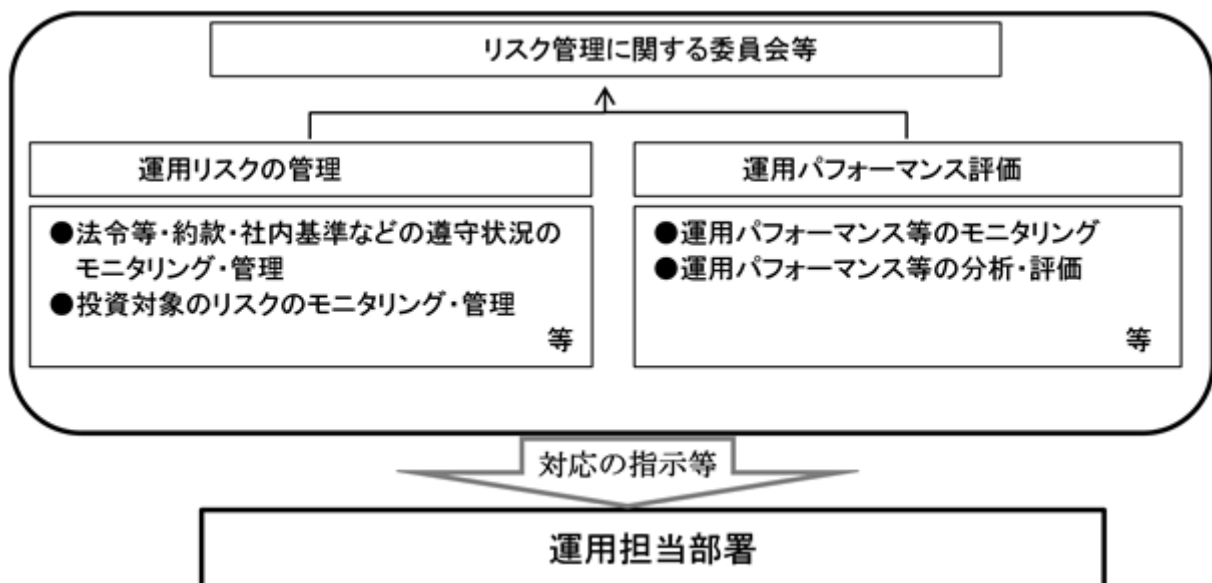 リスク管理に関する委員会等
運用リスクの管理
●法令等・約款・社内基準などの遵守状況の
モニタリング・管理
●投資対象のリスクのモニタリング・管理
等
運用パフォーマンス評価
●運用パフォーマンス等のモニタリング
●運用パフォーマンス等の分析・評価
等
対応の指示等
運用担当部署